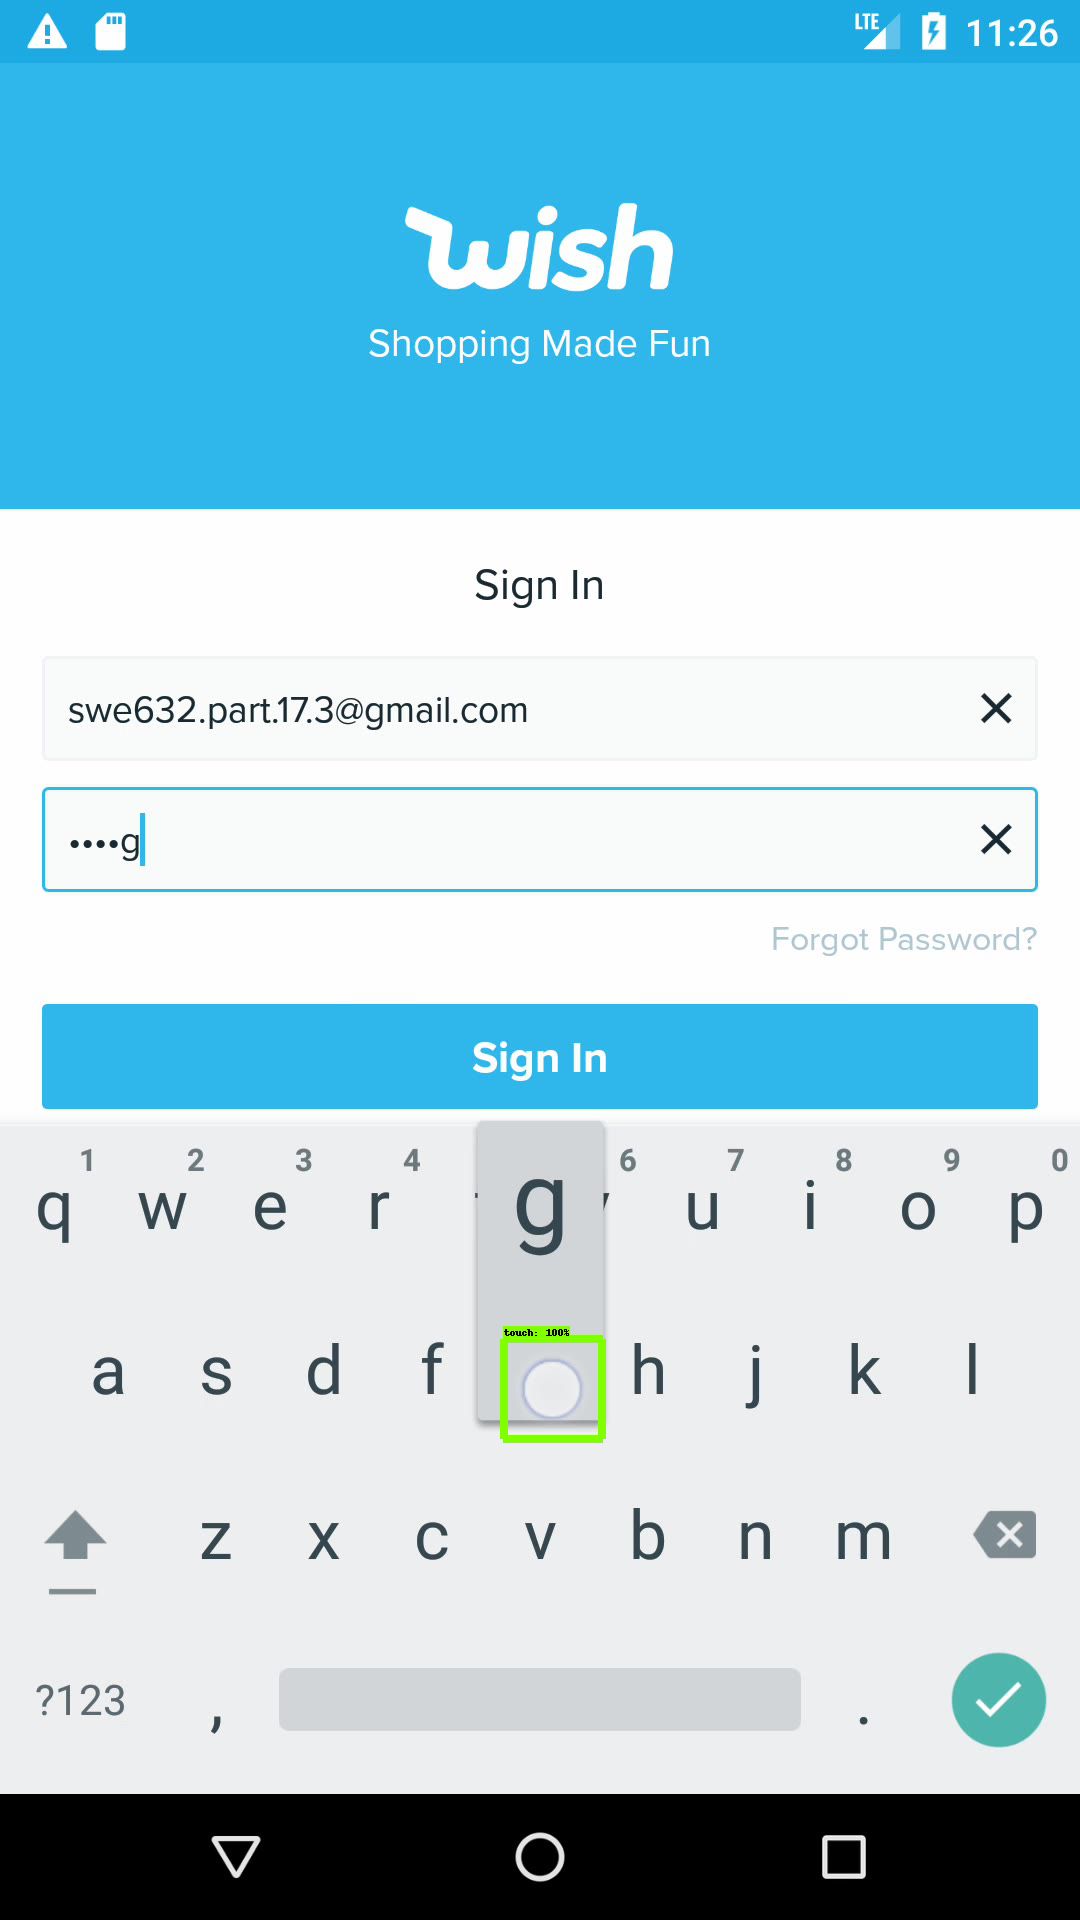 LTE 11:26
wish
Shopping Made Fun
Sign In
swe632.part.17.3@gmail.com
••••g
Forgot Password?
Sign In
1 2 3 4 6 7 8 9 0
q w e r g u i o p
touch: 100%
a s d f h j k l
z x c v b n m
?123 , .